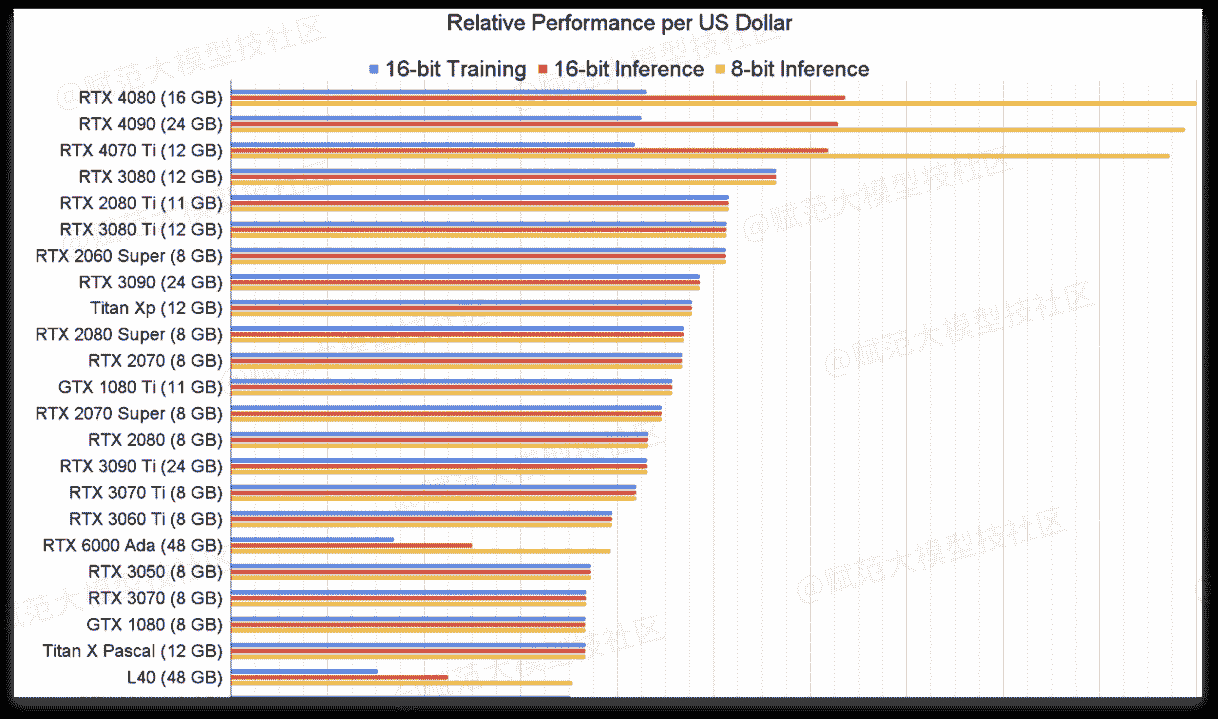 Relative Performance per US Dollar
16-bit Training 16-bit Inference 8-bit Inference
RTX 4080 (16 GB)
RTX 4090 (24 GB)
RTX 4070 Ti (12 GB)
RTX 3080 (12 GB)
RTX 2080 Ti (11 GB)
RTX 3080 Ti (12 GB)
RTX 2060 Super (8 GB)
RTX 3090 (24 GB)
Titan Xp (12 GB)
RTX 2080 Super (8 GB)
RTX 2070 (8 GB)
GTX 1080 Ti (11 GB)
RTX 2070 Super (8 GB)
RTX 2080 (8 GB)
RTX 3090 Ti (24 GB)
RTX 3070 Ti (8 GB)
RTX 3060 Ti (8 GB)
RTX 6000 Ada (48 GB)
RTX 3050 (8 GB)
RTX 3070 (8 GB)
GTX 1080 (8 GB)
Titan X Pascal (12 GB)
L40 (48 GB)
@赋范大模型技社区
@赋范大模型技社区
@赋范大模型技社区
@赋范大模型技社区